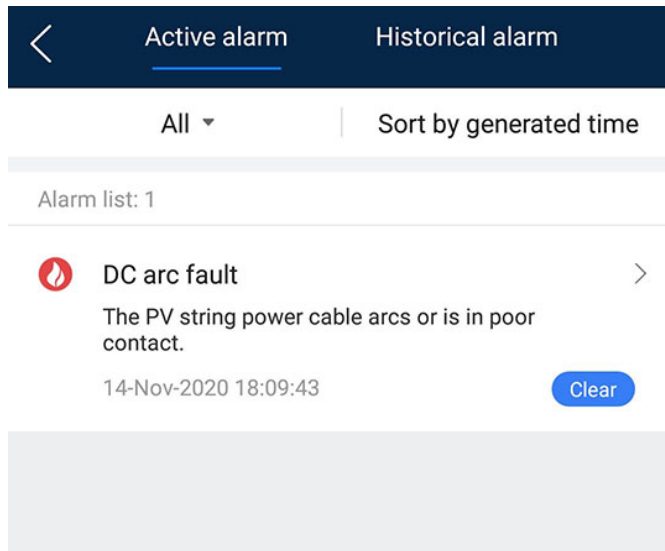 Active alarm Historical alarm
All Sort by generated time
Alarm list: 1
DC arc fault
The PV string power cable arcs or is in poor
contact.
14-Nov-2020 18:09:43 Clear